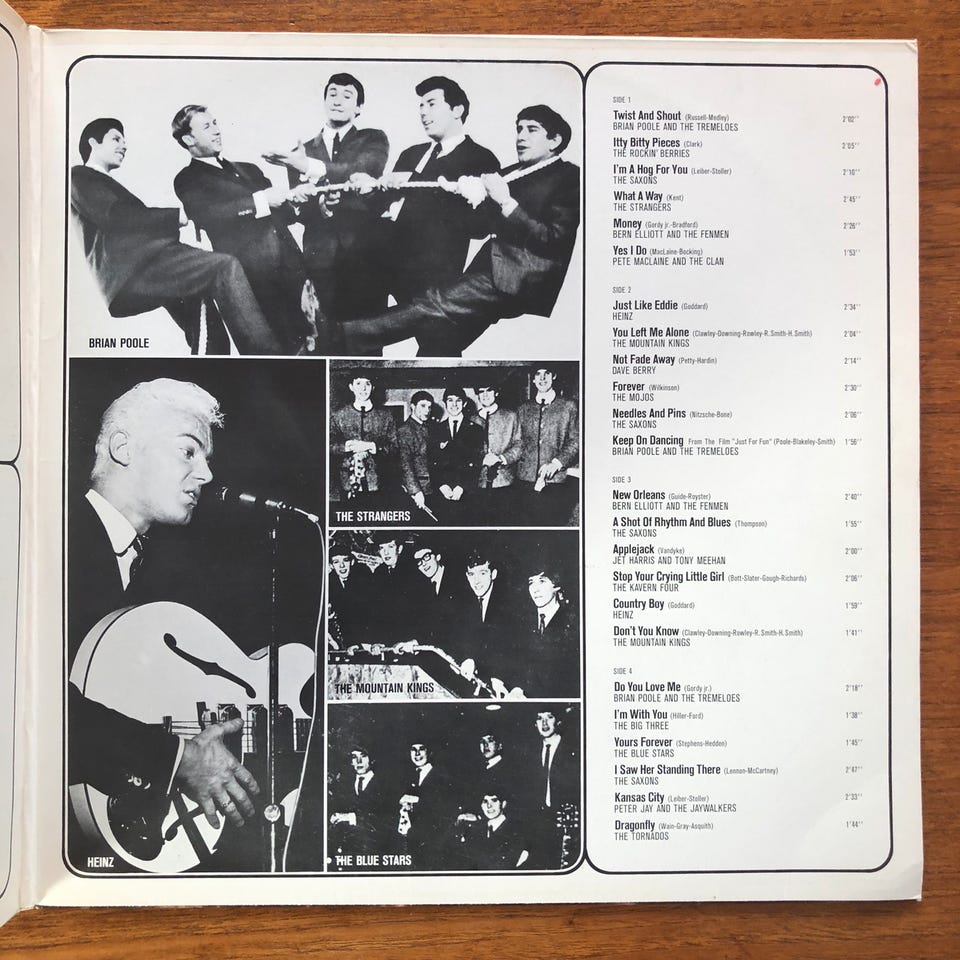 BRIAN POOLE
HEINZ
THE STRANGERS
THE MOUNTAIN KINGS
THE BLUE STARS
SIDE 1
Twist And Shout (Russell-Medley) 2'02''
BRIAN POOLE AND THE TREMELOES
Itty Bitty Pieces (Clark) 2'05''
THE ROCKIN' BERRIES
I'm A Hog For You (Leiber-Stoller) 2'10''
THE SAXONS
What A Way (Kent) 2'45''
THE STRANGERS
Money (Gordy jr.-Bradford) 2'26''
BERN ELLIOTT AND THE FENMEN
Yes I Do (MacLaine-Bocking) 1'53''
PETE MACLAINE AND THE CLAN
SIDE 2
Just Like Eddie (Goddard) 2'34''
HEINZ
You Left Me Alone (Clawley-Downing-Rowley-R.Smith-H.Smith) 2'04''
THE MOUNTAIN KINGS
Not Fade Away (Petty-Hardin) 2'14''
DAVE BERRY
Forever (Wilkinson) 2'30''
THE MOJOS
Needles And Pins (Nitzsche-Bone) 2'06''
THE SAXONS
Keep On Dancing From The Film "Just For Fun" (Poole-Blakeley-Smith) 1'56''
BRIAN POOLE AND THE TREMELOES
SIDE 3
New Orleans (Guide-Royster) 2'40''
BERN ELLIOTT AND THE FENMEN
A Shot Of Rhythm And Blues (Thompson) 1'55''
THE SAXONS
Applejack (Vandyke) 2'00''
JET HARRIS AND TONY MEEHAN
Stop Your Crying Little Girl (Bott-Slater-Gough-Richards) 2'06''
THE KAVERN FOUR
Country Boy (Goddard) 1'59''
HEINZ
Don't You Know (Clawley-Downing-Rowley-R.Smith-H.Smith) 1'41''
THE MOUNTAIN KINGS
SIDE 4
Do You Love Me (Gordy jr.) 2'18''
BRIAN POOLE AND THE TREMELOES
I'm With You (Hiller-Ford) 1'38''
THE BIG THREE
Yours Forever (Stephens-Hedden) 1'45''
THE BLUE STARS
I Saw Her Standing There (Lennon-McCartney) 2'47''
THE SAXONS
Kansas City (Leiber-Stoller) 2'33''
PETER JAY AND THE JAYWALKERS
Dragonfly (Wain-Gray-Asquith) 1'44''
THE TORNADOS